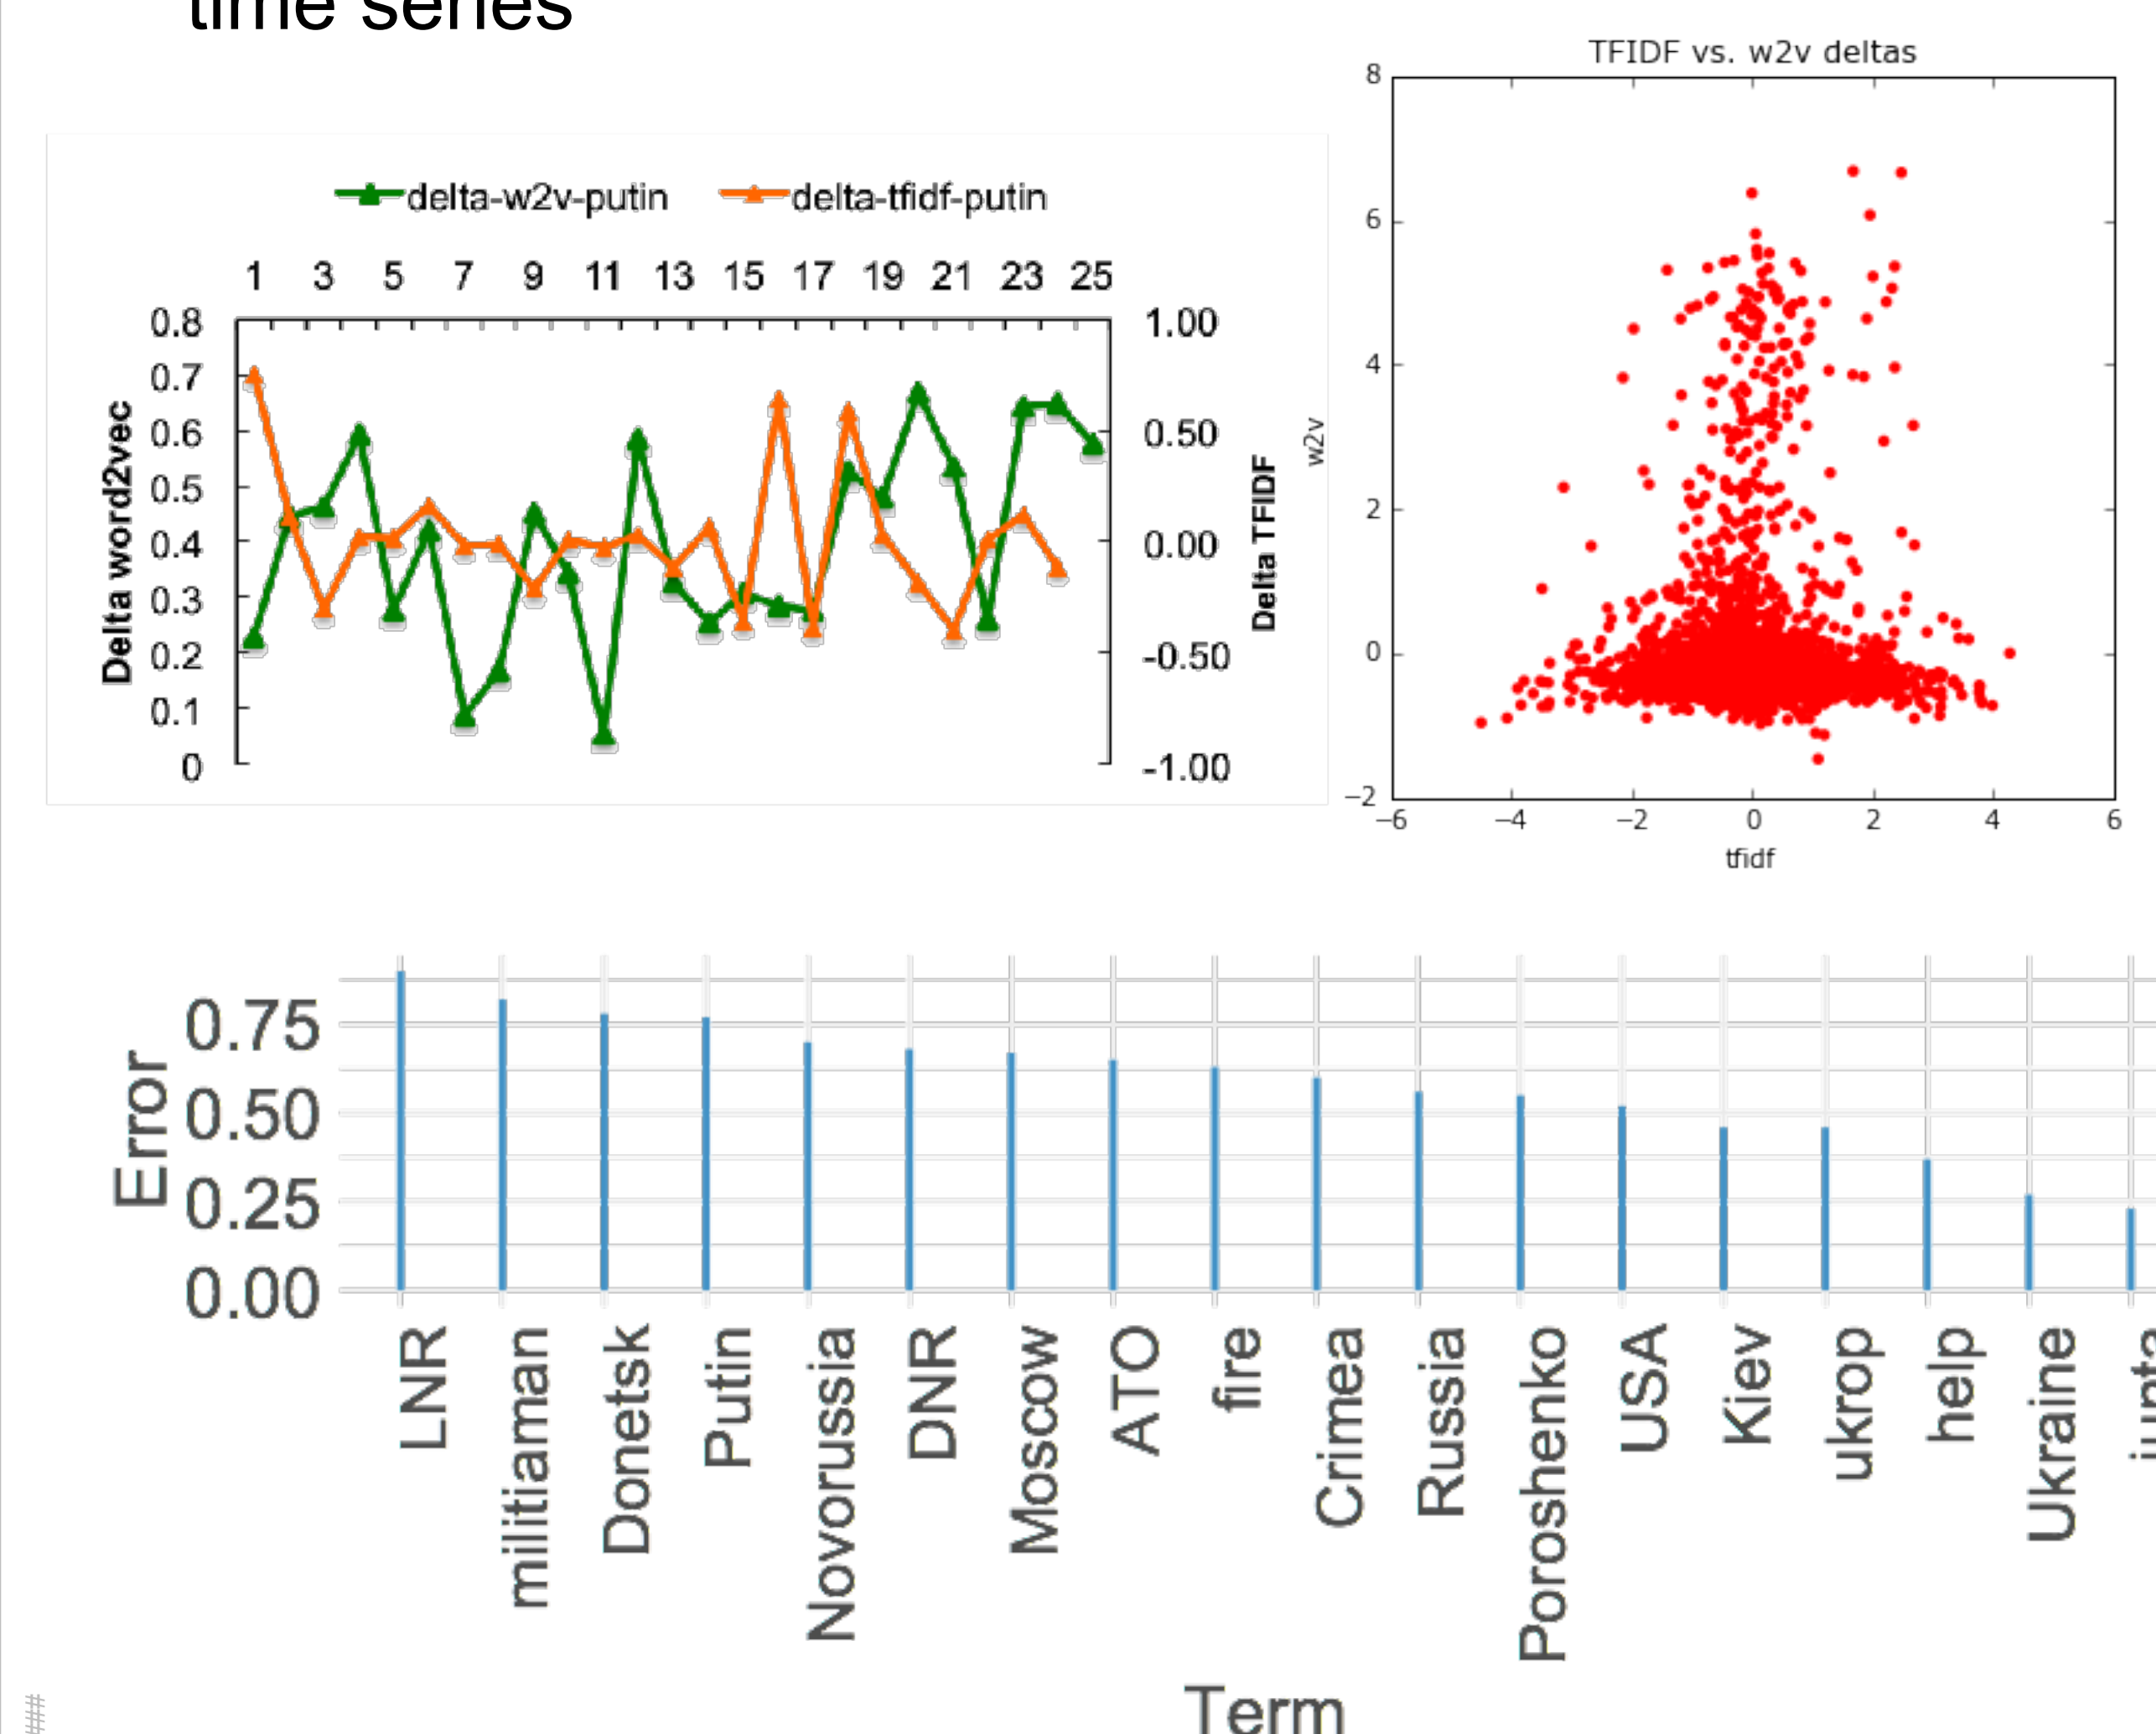 time series
delta-w2v-putin delta-tfidf-putin
1 3 5 7 9 11 13 15 17 19 21 23 25
0.8
0.7
0.6
0.5
0.4
0.3
0.2
0.1
0
Delta word2vec
1.00
0.50
0.00
-0.50
-1.00
Delta TFIDF
TFIDF vs. w2v deltas
8
6
4
2
0
−2
w2v
−6 −4 −2 0 2 4 6
tfidf
0.75
0.50
0.25
0.00
Error
LNR
militiaman
Donetsk
Putin
Novorussia
DNR
Moscow
ATO
fire
Crimea
Russia
Poroshenko
USA
Kiev
ukrop
help
Ukraine
Term
#